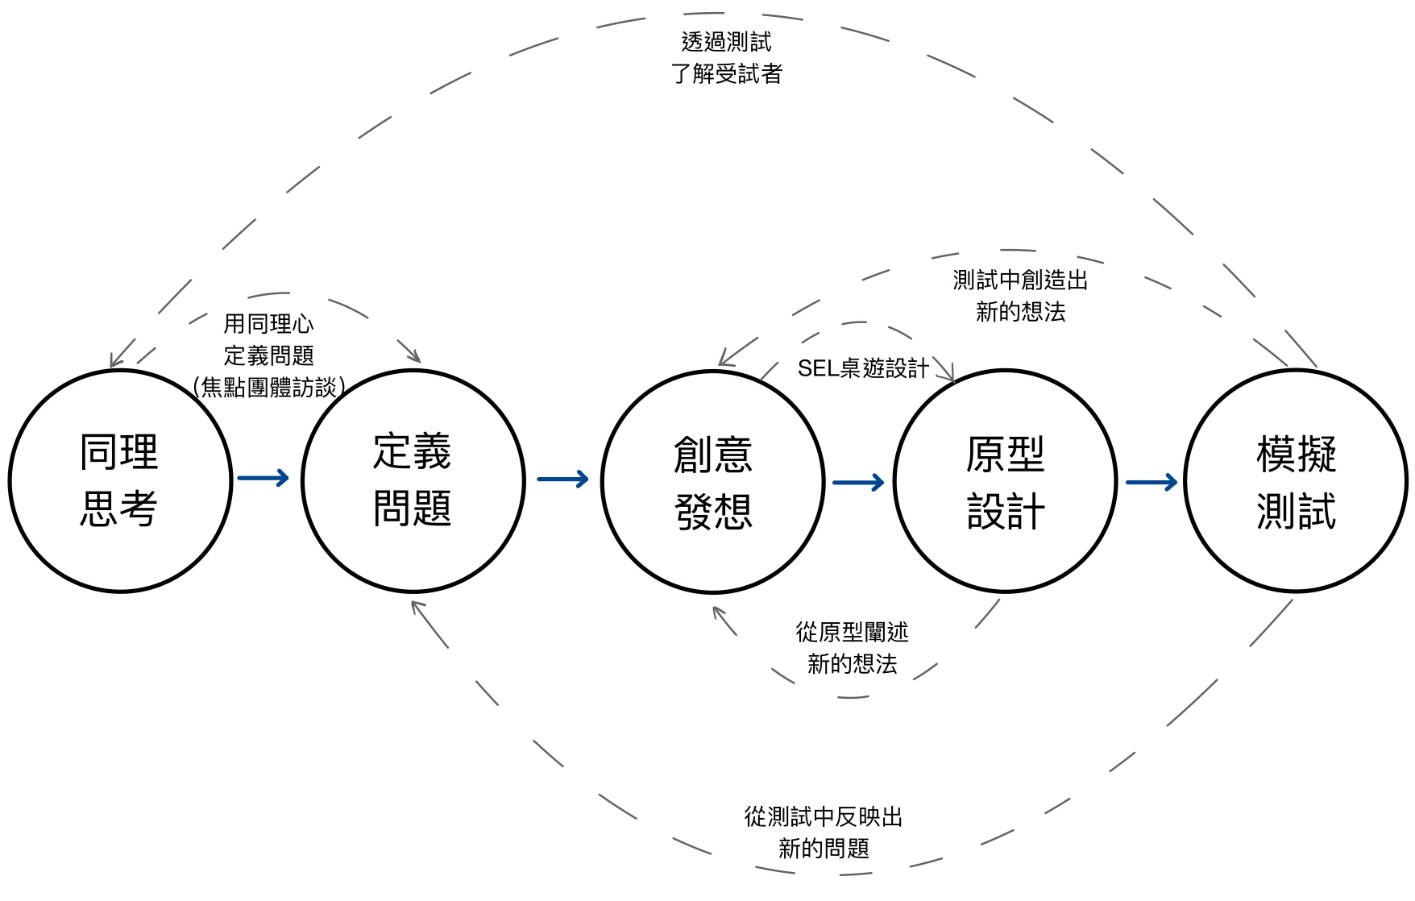 透過測試
了解受試者
測試中創造出
新的想法
用同理心
定義問題
(焦點團體訪談)
SEL桌遊設計
同理
思考
定義
問題
創意
發想
原型
設計
模擬
測試
從原型闡述
新的想法
從測試中反映出
新的問題